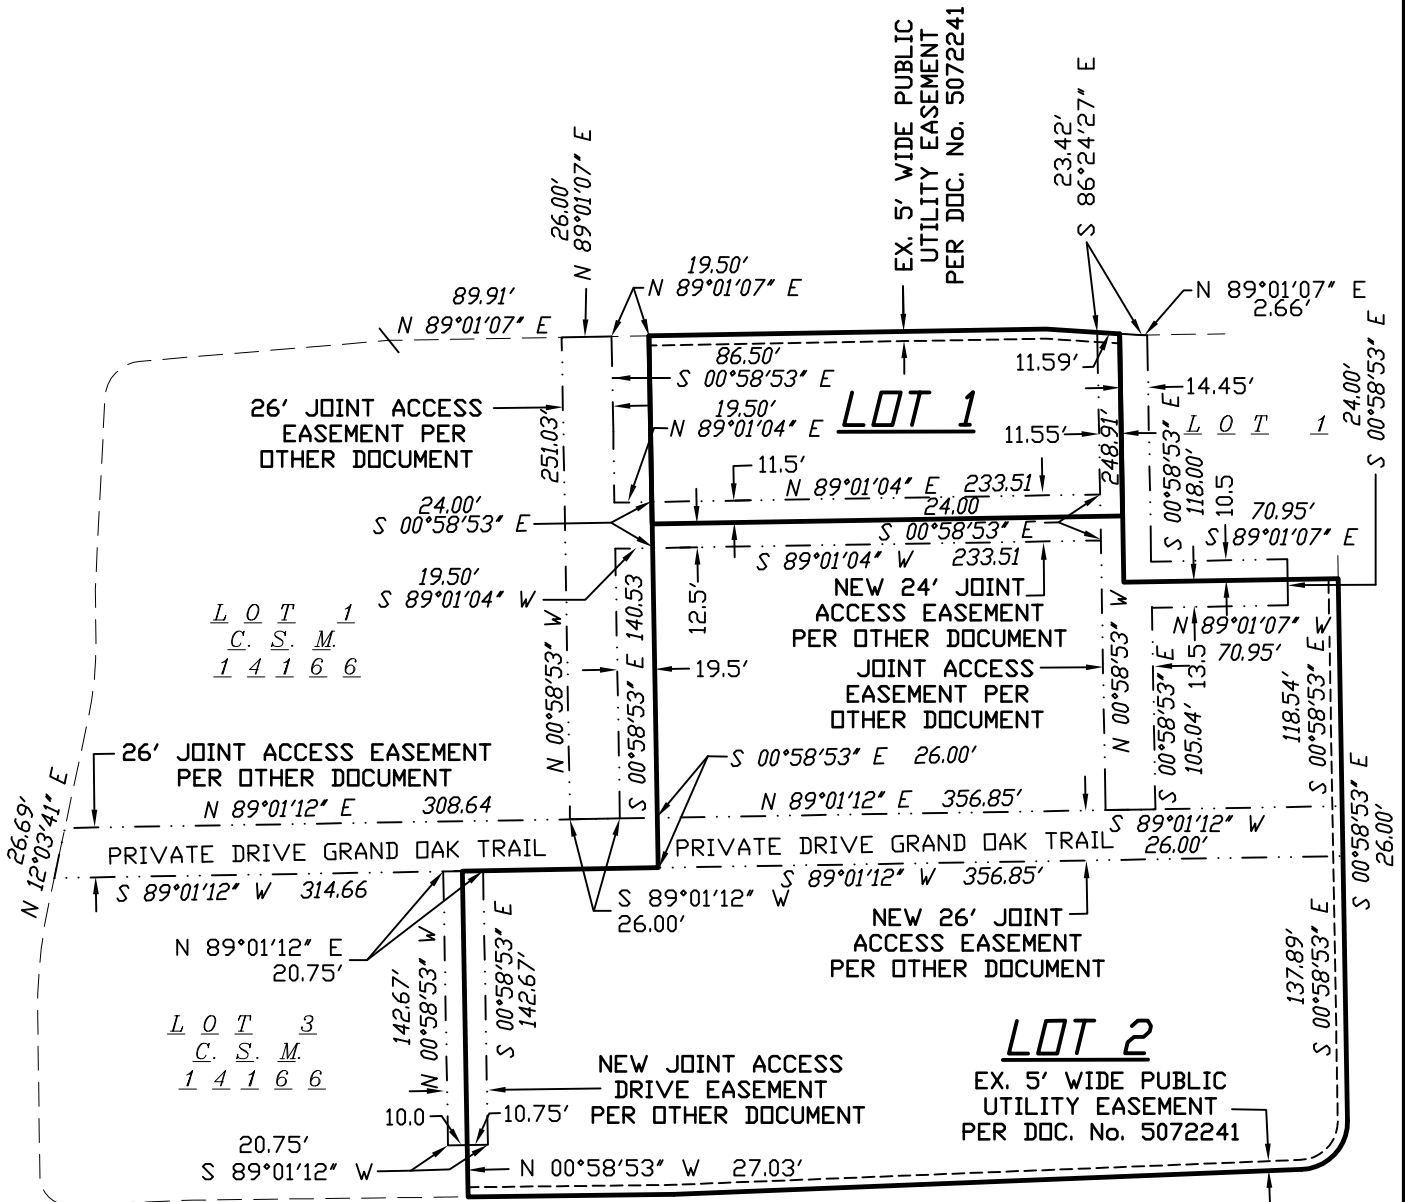 EX. 5' WIDE PUBLIC
UTILITY EASEMENT
PER DOC. No. 5072241
23.42'
S 86°24'27" E
26.00'
N 89°01'07" E
19.50'
N 89°01'07" E
89.91'
N 89°01'07" E
N 89°01'07" E
2.66'
24.00'
S 00°58'53" E
86.50'
S 00°58'53" E
11.59'
14.45'
26' JOINT ACCESS
EASEMENT PER
OTHER DOCUMENT
251.03'
19.50'
N 89°01'04" E
LOT 1
11.55'
248.91'
S 00°58'53" E
118.00'
LOT 1
11.5'
N 89°01'04" E 233.51
24.00
S 00°58'53" E
S 89°01'04" W 233.51
24.00'
S 00°58'53" E
10.5
70.95'
S 89°01'07" E
19.50'
S 89°01'04" W
12.5'
NEW 24' JOINT
ACCESS EASEMENT
PER OTHER DOCUMENT
N 89°01'07" W
70.95'
LOT 1
C. S. M.
14166
N 00°58'53" W
S 00°58'53" E 140.53
19.5'
JOINT ACCESS
EASEMENT PER
OTHER DOCUMENT
N 00°58'53" W
S 00°58'53" E
105.04'
13.5
118.54'
S 00°58'53" E
26' JOINT ACCESS EASEMENT
PER OTHER DOCUMENT
S 00°58'53" E 26.00'
N 89°01'12" E 308.64
N 89°01'12" E 356.85'
S 89°01'12" W
26.00'
S 00°58'53" E
26.00'
26.69'
N 12°03'41" E
PRIVATE DRIVE GRAND OAK TRAIL
PRIVATE DRIVE GRAND OAK TRAIL
S 89°01'12" W 314.66
S 89°01'12" W 356.85'
S 89°01'12" W
26.00'
N 89°01'12" E
20.75'
NEW 26' JOINT
ACCESS EASEMENT
PER OTHER DOCUMENT
142.67'
N 00°58'53" W
S 00°58'53" E
142.67'
137.89'
S 00°58'53" E
LOT 3
C. S. M.
14166
NEW JOINT ACCESS
DRIVE EASEMENT
PER OTHER DOCUMENT
LOT 2
EX. 5' WIDE PUBLIC
UTILITY EASEMENT
PER DOC. No. 5072241
10.0
10.75'
20.75'
S 89°01'12" W
N 00°58'53" W 27.03'